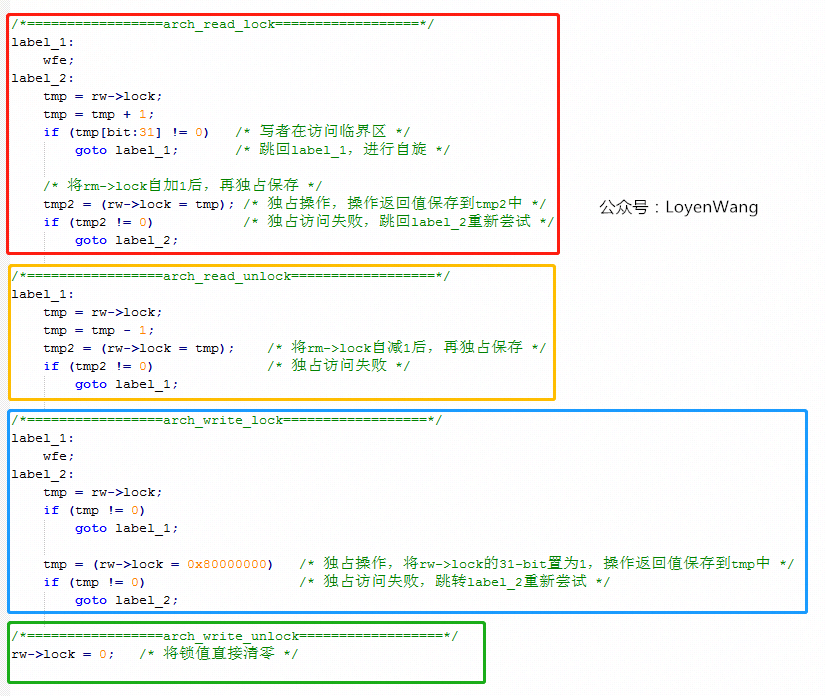 /*=================arch_read_lock==================*/
label_1:
    wfe;
label_2:
    tmp = rw->lock;
    tmp = tmp + 1;
    if (tmp[bit:31] != 0)   /* 写者在访问临界区 */
        goto label_1;       /* 跳回label_1，进行自旋 */
    /* 将rm->lock自加1后，再独占保存 */
    tmp2 = (rw->lock = tmp); /* 独占操作，操作返回值保存到tmp2中 */
公众号：LoyenWang
    if (tmp2 != 0)           /* 独占访问失败，跳回label_2重新尝试 */
        goto label_2;
/*=================arch_read_unlock==================*/
label_1:
    tmp = rw->lock;
    tmp = tmp - 1;
    tmp2 = (rw->lock = tmp);    /* 将rm->lock自减1后，再独占保存 */
    if (tmp2 != 0)              /* 独占访问失败 */
        goto label_1;
/*=================arch_write_lock==================*/
label_1:
    wfe;
label_2:
    tmp = rw->lock;
    if (tmp != 0)
        goto label_1;
    tmp = (rw->lock = 0x80000000)   /* 独占操作，将rw->lock的31-bit置为1，操作返回值保存到tmp中 */
    if (tmp != 0)                   /* 独占访问失败，跳转label_2重新尝试 */
        goto label_2;
/*=================arch_write_unlock==================*/
rw->lock = 0;   /* 将锁值直接清零 */